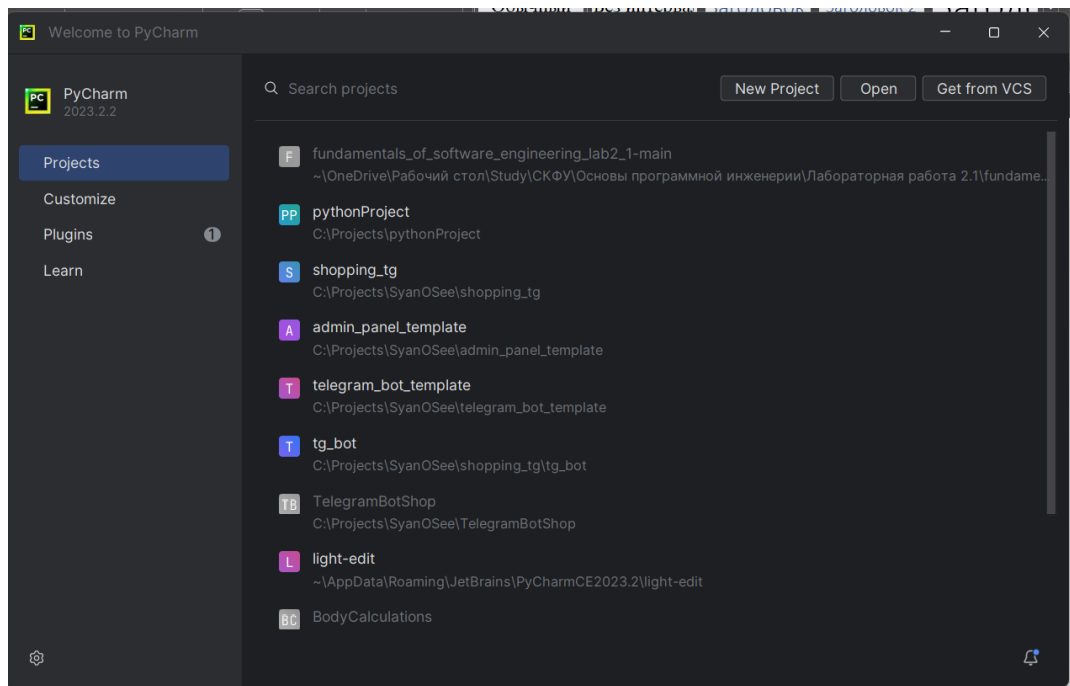 Welcome to PyCharm
PyCharm
2023.2.2
Search projects
New Project
Open
Get from VCS
Projects
Customize
Plugins
1
Learn
F
fundamentals_of_software_engineering_lab2_1-main
~\OneDrive\Рабочий стол\Study\СКФУ\Основы программной инженерии\Лабораторная работа 2.1\fundame...
PP
pythonProject
C:\Projects\pythonProject
S
shopping_tg
C:\Projects\SyanOSee\shopping_tg
A
admin_panel_template
C:\Projects\SyanOSee\admin_panel_template
T
telegram_bot_template
C:\Projects\SyanOSee\telegram_bot_template
T
tg_bot
C:\Projects\SyanOSee\shopping_tg\tg_bot
TB
TelegramBotShop
C:\Projects\SyanOSee\TelegramBotShop
L
light-edit
~\AppData\Roaming\JetBrains\PyCharmCE2023.2\light-edit
BC
BodyCalculations